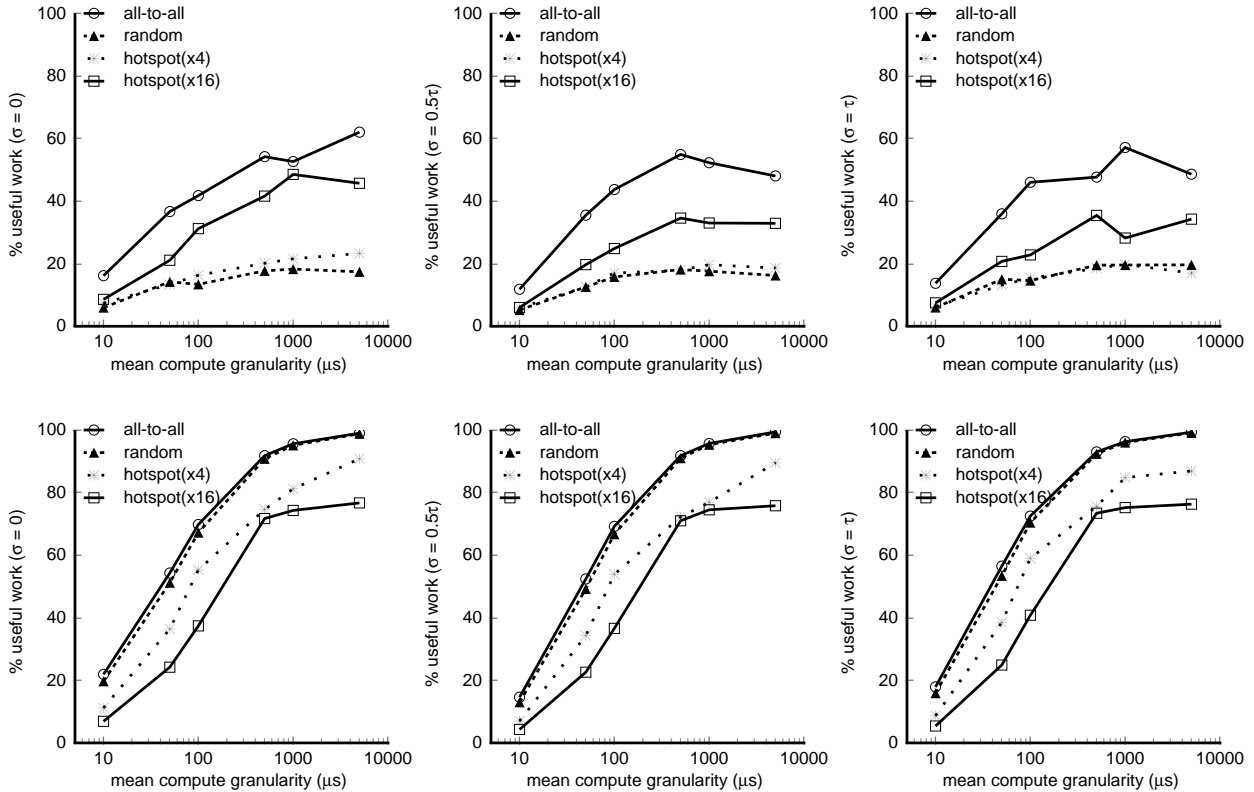 % useful work (σ = 0)
100
80
60
40
20
0
all-to-all
random
hotspot(x4)
hotspot(x16)
10 100 1000 10000
mean compute granularity (μs)
% useful work (σ = 0.5τ)
100
80
60
40
20
0
all-to-all
random
hotspot(x4)
hotspot(x16)
10 100 1000 10000
mean compute granularity (μs)
% useful work (σ = τ)
100
80
60
40
20
0
all-to-all
random
hotspot(x4)
hotspot(x16)
10 100 1000 10000
mean compute granularity (μs)
% useful work (σ = 0)
100
80
60
40
20
0
all-to-all
random
hotspot(x4)
hotspot(x16)
10 100 1000 10000
mean compute granularity (μs)
% useful work (σ = 0.5τ)
100
80
60
40
20
0
all-to-all
random
hotspot(x4)
hotspot(x16)
10 100 1000 10000
mean compute granularity (μs)
% useful work (σ = τ)
100
80
60
40
20
0
all-to-all
random
hotspot(x4)
hotspot(x16)
10 100 1000 10000
mean compute granularity (μs)